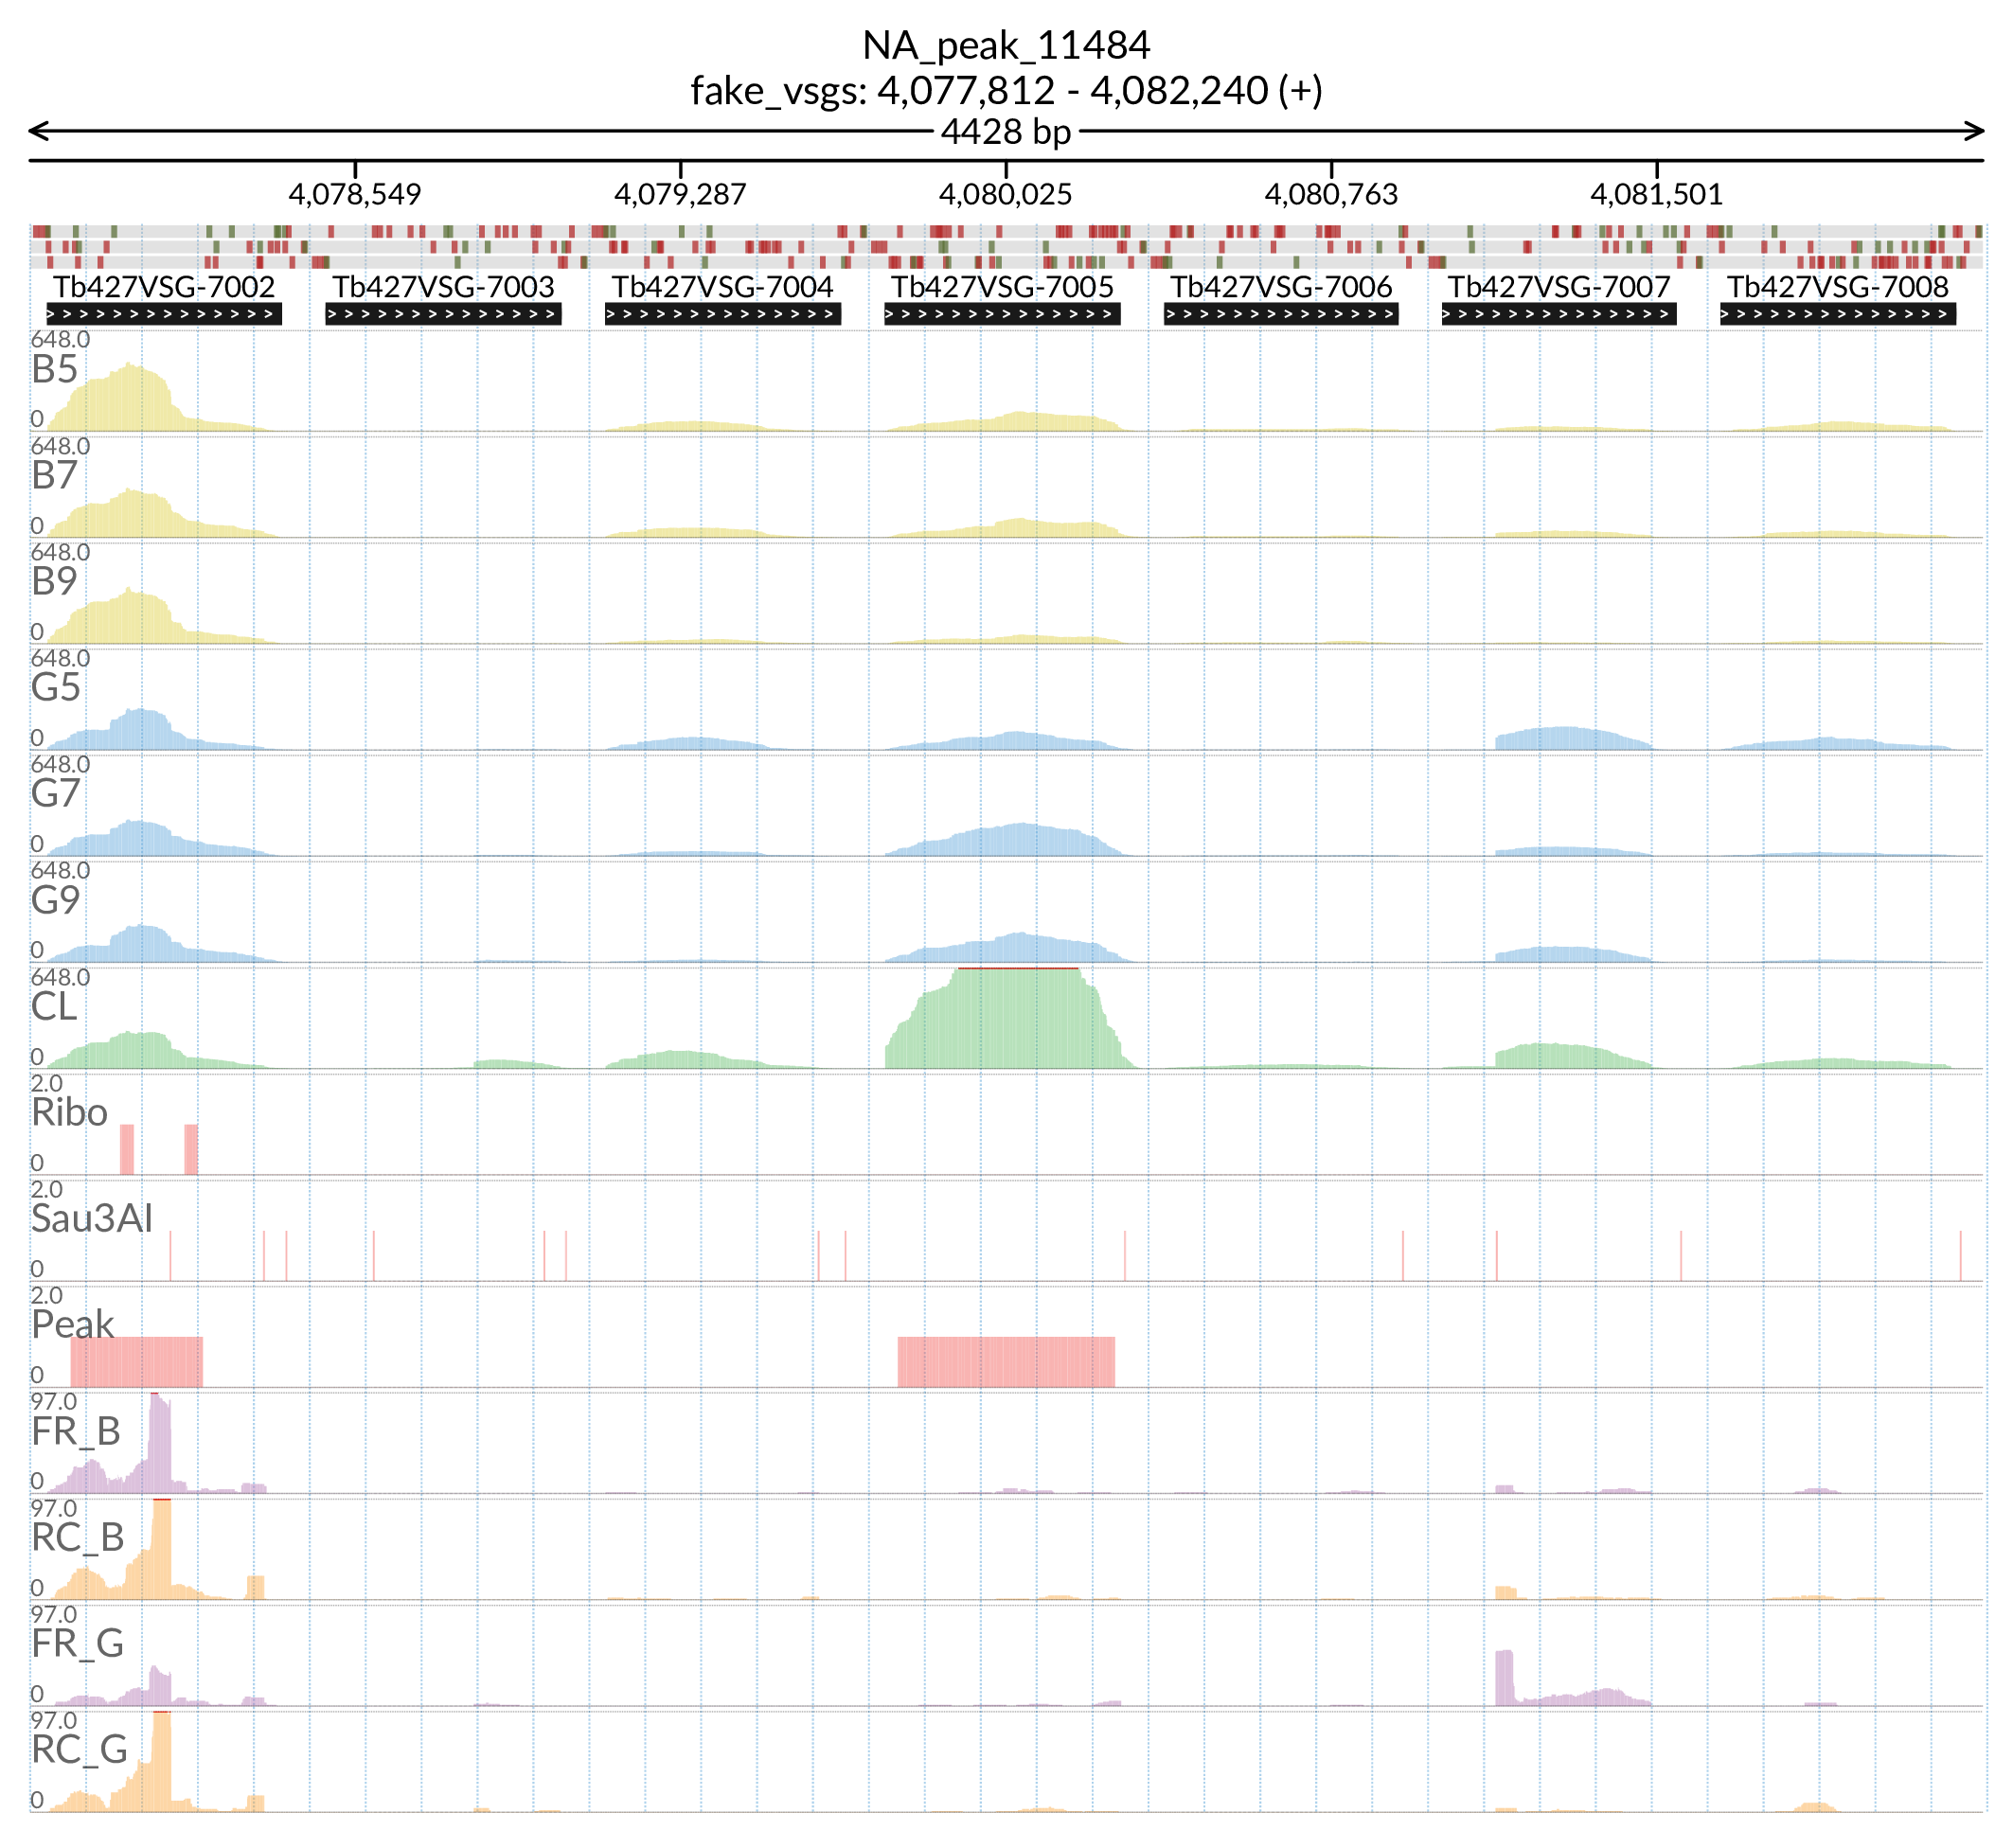 NA_peak_11484
fake_vsgs: 4,077,812 - 4,082,240 (+)
4428 bp
4,078,549 4,079,287 4,080,025 4,080,763 4,081,501
Tb427VSG-7002 Tb427VSG-7003 Tb427VSG-7004 Tb427VSG-7005 Tb427VSG-7006 Tb427VSG-7007 Tb427VSG-7008
648.0
B5
0
648.0
B7
0
648.0
B9
0
648.0
G5
0
648.0
G7
0
648.0
G9
0
648.0
CL
0
2.0
Ribo
0
2.0
Sau3AI
0
2.0
Peak
0
97.0
FR_B
0
97.0
RC_B
0
97.0
FR_G
0
97.0
RC_G
0